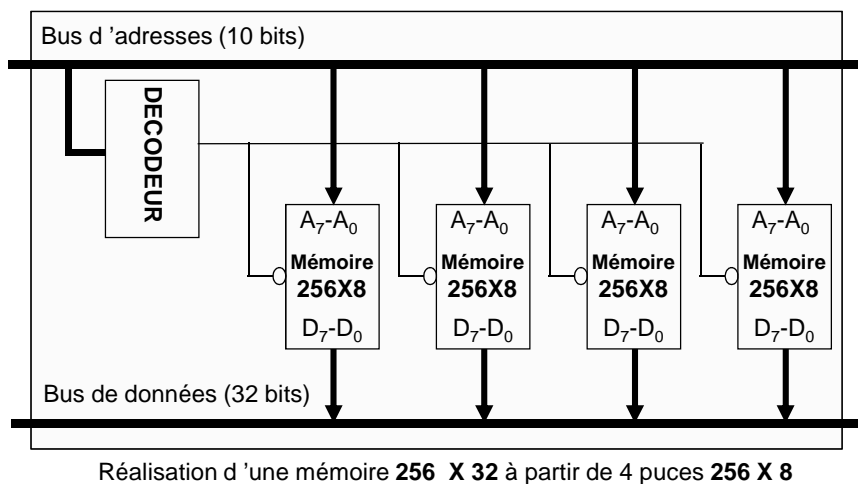 Bus d 'adresses (10 bits)
DECODEUR
A₇-A₀ A₇-A₀ A₇-A₀ A₇-A₀
Mémoire Mémoire Mémoire Mémoire
256X8 256X8 256X8 256X8
D₇-D₀ D₇-D₀ D₇-D₀ D₇-D₀
Bus de données (32 bits)
Réalisation d 'une mémoire 256 X 32 à partir de 4 puces 256 X 8